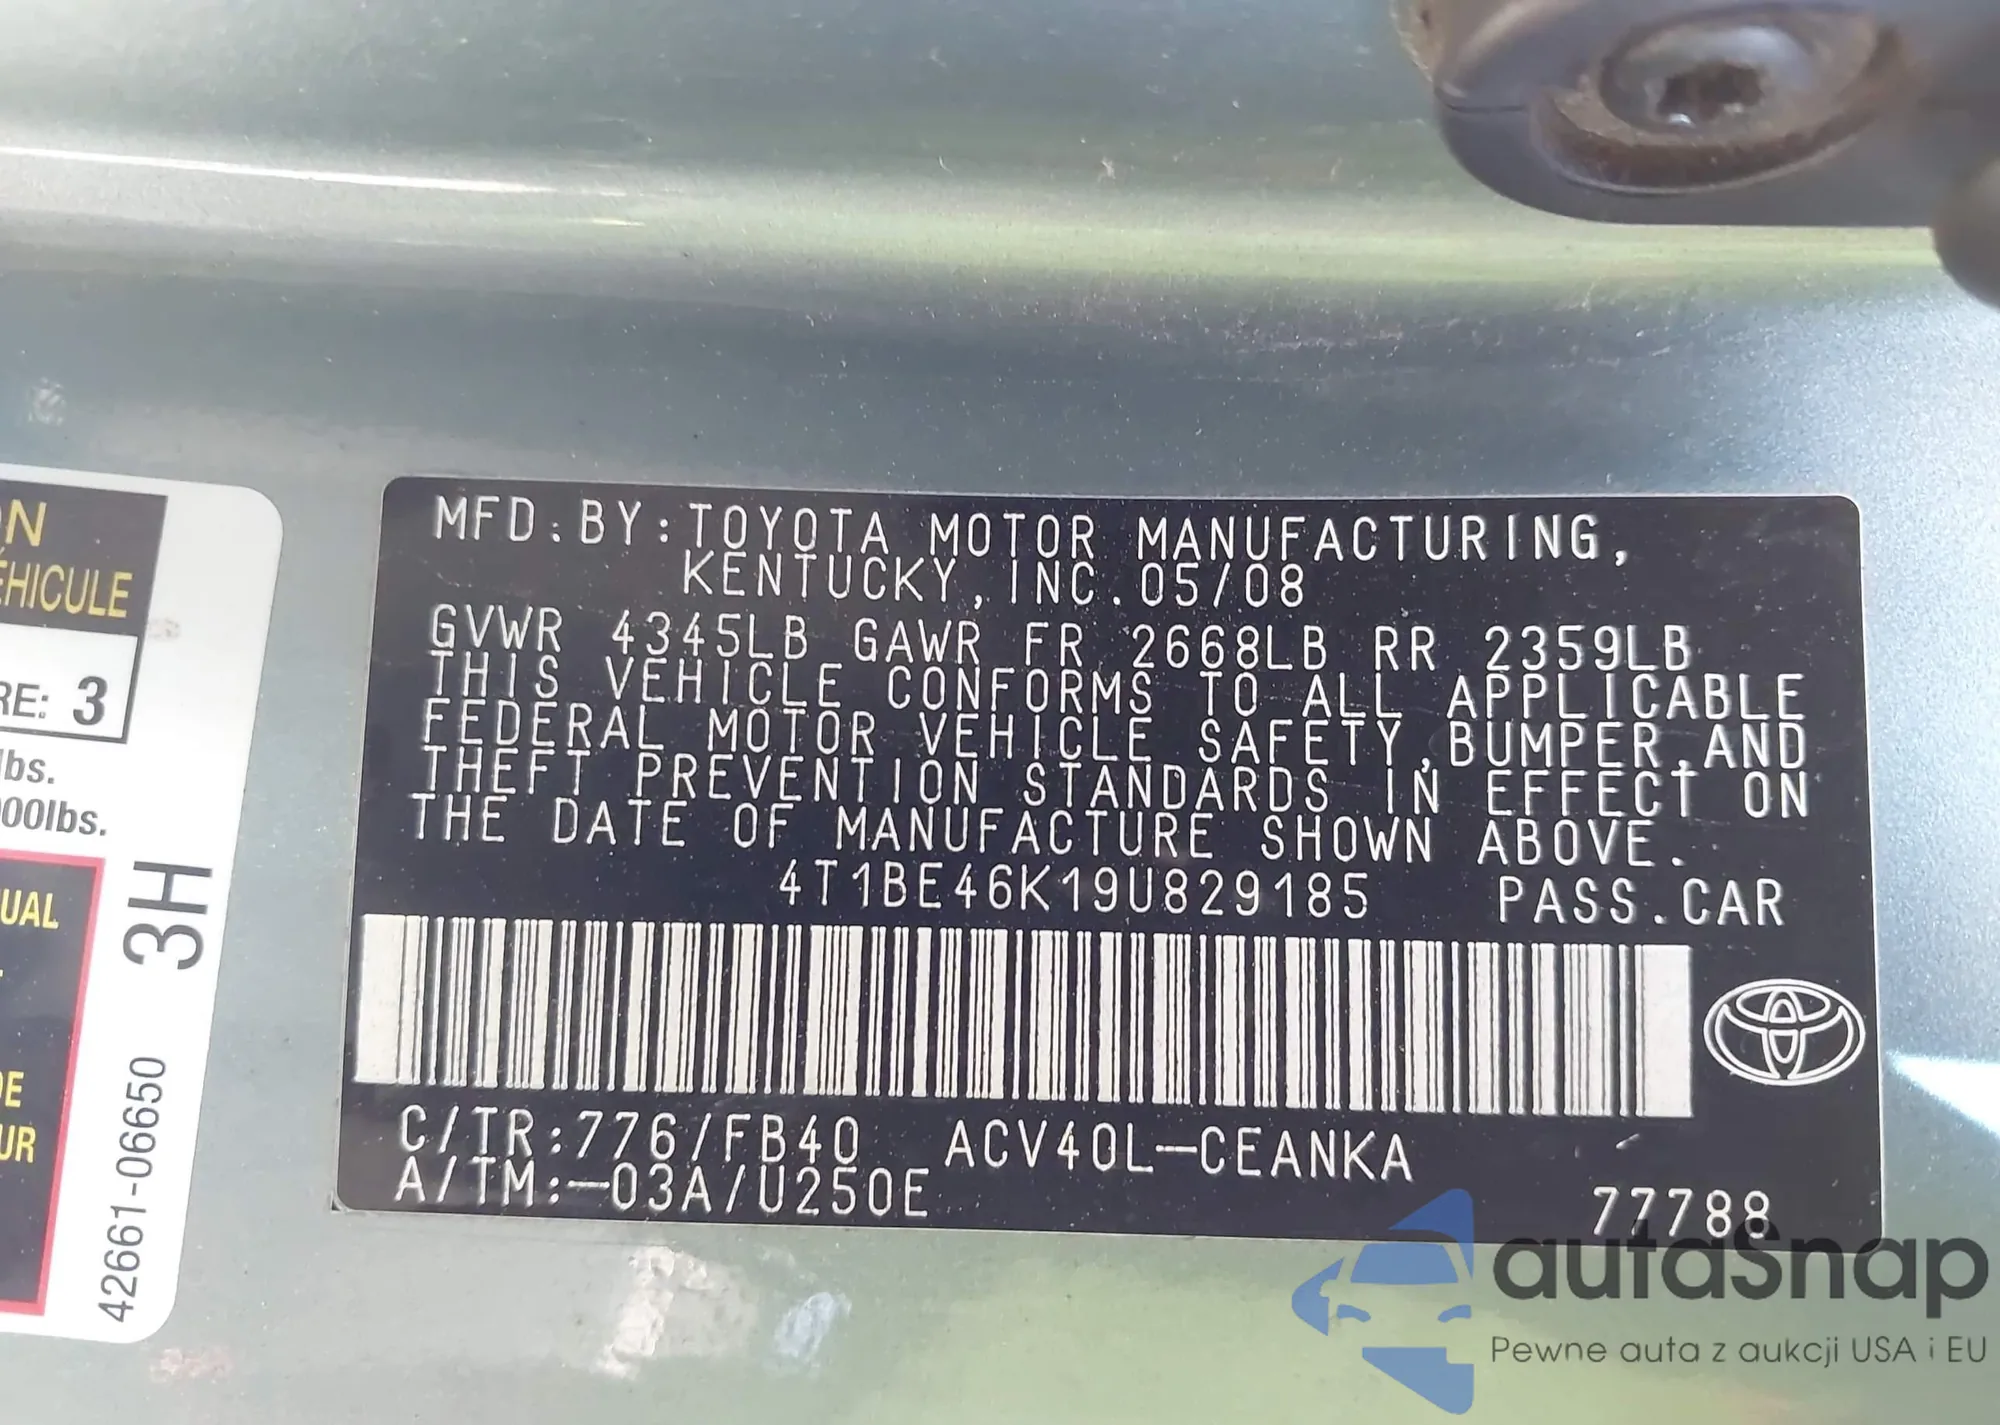 ON
ÉHICULE
RE: 3
lbs.
000lbs.
UAL
DE
UR
3H
42661-06650
MFD. BY: TOYOTA MOTOR MANUFACTURING,
KENTUCKY, INC. 05/08
GVWR 4345LB GAWR FR 2668LB RR 2359LB
THIS VEHICLE CONFORMS TO ALL APPLICABLE
FEDERAL MOTOR VEHICLE SAFETY, BUMPER, AND
THEFT PREVENTION STANDARDS IN EFFECT ON
THE DATE OF MANUFACTURE SHOWN ABOVE.
4T1BE46K19U829185 PASS. CAR
C/TR: 776/FB40 ACV40L-CEANKA
A/TM: -03A/U250E
77788
autaSnap
Pewne auta z aukcji USA i EU